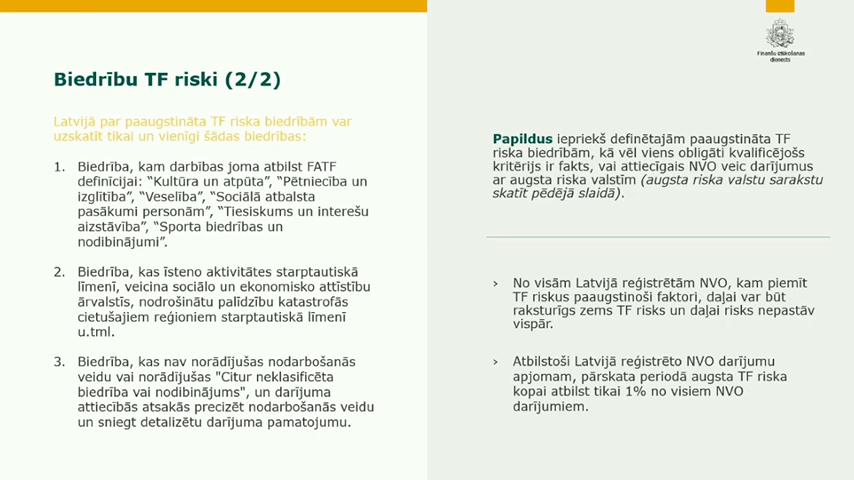 Biedrību TF riski (2/2)
Latvijā par paaugstināta TF riska biedrībām var
uzskatīt tikai un vienīgi šādas biedrības:
1. Biedrība, kam darbības joma atbilst FATF
definīcijai: “Kultūra un atpūta”, “Pētniecība un
izglītība”, “Veselība”, “Sociālā atbalsta
pasākumi personām”, “Tiesiskums un interešu
aizstāvība”, “Sporta biedrības un
nodibinājumi”.
2. Biedrība, kas īsteno aktivitātes starptautiskā
līmenī, veicina sociālo un ekonomisko attīstību
ārvalstīs, nodrošinātu palīdzību katastrofās
cietušajiem reģioniem starptautiskā līmenī
u.tml.
3. Biedrība, kas nav norādījušas nodarbošanās
veidu vai norādījušas "Citur neklasificēta
biedrība vai nodibinājums", un darījuma
attiecībās atsakās precizēt nodarbošanās veidu
un sniegt detalizētu darījuma pamatojumu.
Finanšu izlūkošanas
dienests
Papildus iepriekš definētajām paaugstināta TF
riska biedrībām, kā vēl viens obligāti kvalificējošs
kritērijs ir fakts, vai attiecīgais NVO veic darījumus
ar augsta riska valstīm (augsta riska valstu sarakstu
skatīt pēdējā slaidā).
› No visām Latvijā reģistrētām NVO, kam piemīt
TF riskus paaugstinoši faktori, daļai var būt
raksturīgs zems TF risks un daļai risks nepastāv
vispār.
› Atbilstoši Latvijā reģistrēto NVO darījumu
apjomam, pārskata periodā augsta TF riska
kopai atbilst tikai 1% no visiem NVO
darījumiem.